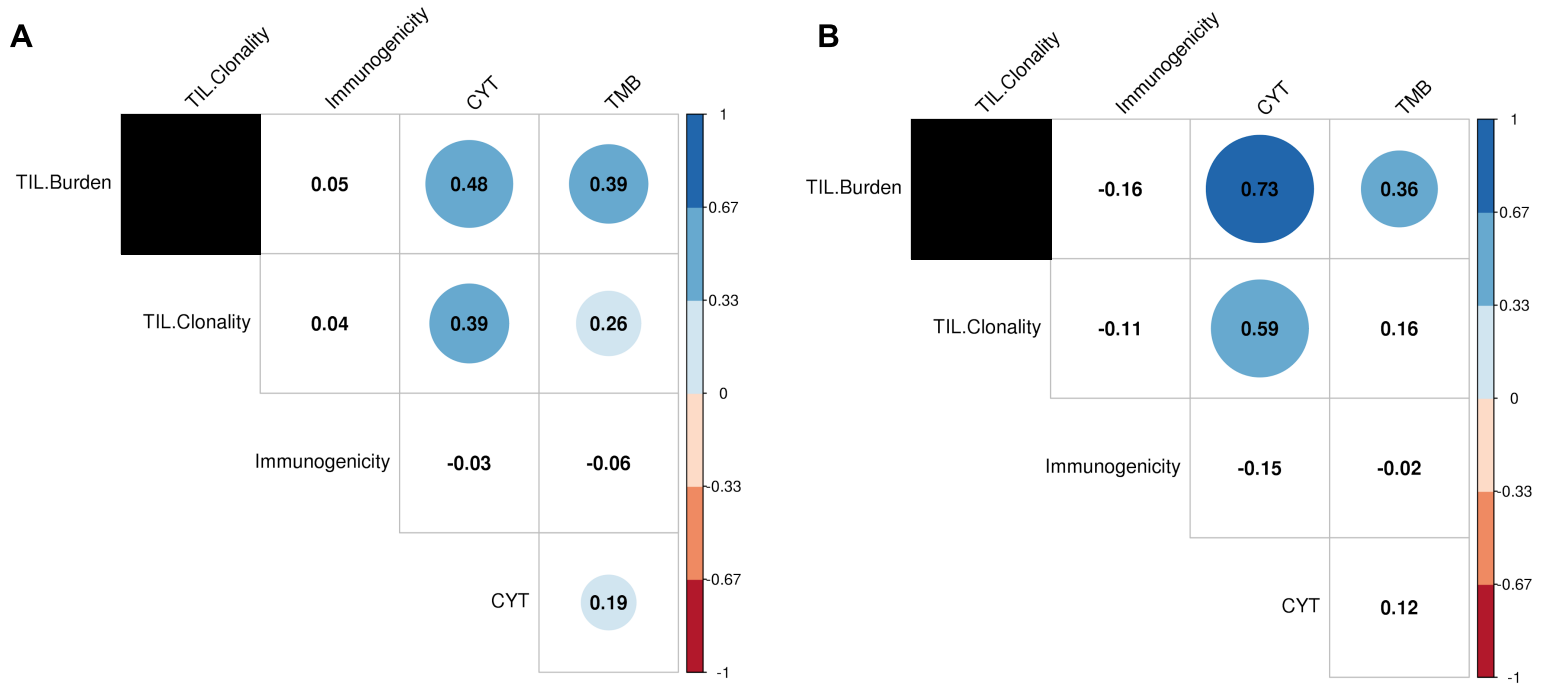 A
TIL.Clonality
Immunogenicity
CYT
TMB
TIL.Burden
0.05
0.48
0.39
TIL.Clonality
0.04
0.39
0.26
Immunogenicity
-0.03
-0.06
CYT
0.19
1
0.67
0.33
0
-0.33
-0.67
-1
B
TIL.Clonality
Immunogenicity
CYT
TMB
TIL.Burden
-0.16
0.73
0.36
TIL.Clonality
-0.11
0.59
0.16
Immunogenicity
-0.15
-0.02
CYT
0.12
1
0.67
0.33
0
-0.33
-0.67
-1